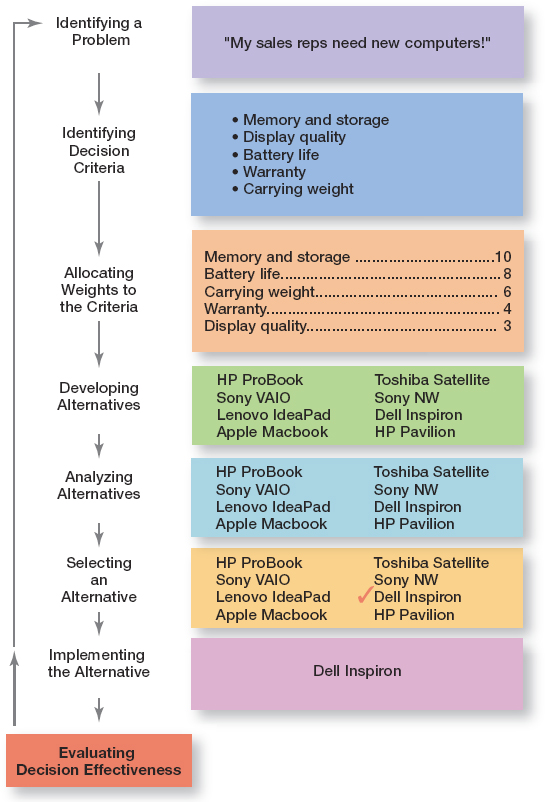 Identifying a
Problem
"My sales reps need new computers!"
Identifying
Decision
Criteria
• Memory and storage
• Display quality
• Battery life
• Warranty
• Carrying weight
Allocating
Weights to
the Criteria
Memory and storage ..................................10
Battery life..................................................... 8
Carrying weight............................................ 6
Warranty........................................................ 4
Display quality.............................................. 3
Developing
Alternatives
HP ProBook Toshiba Satellite
Sony VAIO Sony NW
Lenovo IdeaPad Dell Inspiron
Apple Macbook HP Pavilion
Analyzing
Alternatives
HP ProBook Toshiba Satellite
Sony VAIO Sony NW
Lenovo IdeaPad Dell Inspiron
Apple Macbook HP Pavilion
Selecting
an
Alternative
HP ProBook Toshiba Satellite
Sony VAIO Sony NW
Lenovo IdeaPad ✓ Dell Inspiron
Apple Macbook HP Pavilion
Implementing
the Alternative
Dell Inspiron
Evaluating
Decision Effectiveness